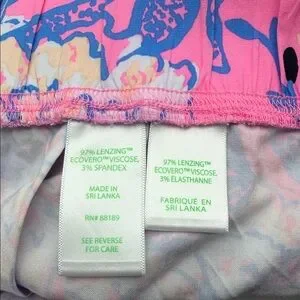 97% LENZING™
ECOVERO™ VISCOSE,
3% SPANDEX
MADE IN
SRI LANKA
RN# 88189
SEE REVERSE
FOR CARE
97% LENZING™
ECOVERO™ VISCOSE,
3% ÉLASTHANNE
FABRIQUÉ EN
SRI LANKA